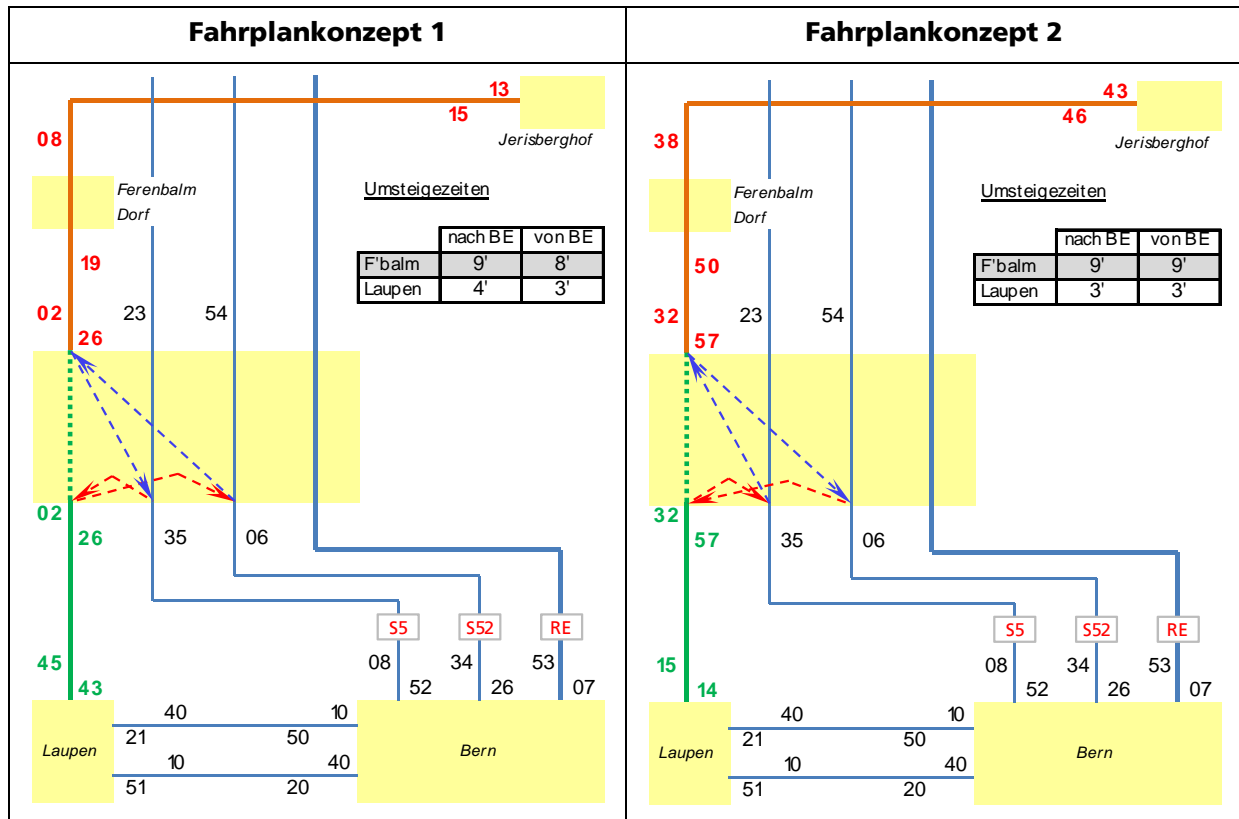 Fahrplankonzept 1
13
15
08
Jerisberghof
Ferenbalm
Dorf
Umsteigezeiten
nach BE von BE
F'balm 9' 8'
Laupen 4' 3'
19
02 23 54
26
02
26 35 06
S5 S52 RE
45 08 34 53
43 52 26 07
40 10
21 50
Laupen Bern
10 40
51 20
Fahrplankonzept 2
43
46
38
Jerisberghof
Ferenbalm
Dorf
Umsteigezeiten
nach BE von BE
F'balm 9' 9'
Laupen 3' 3'
50
32 23 54
57
32
57 35 06
S5 S52 RE
15 08 34 53
14 52 26 07
40 10
21 50
Laupen Bern
10 40
51 20